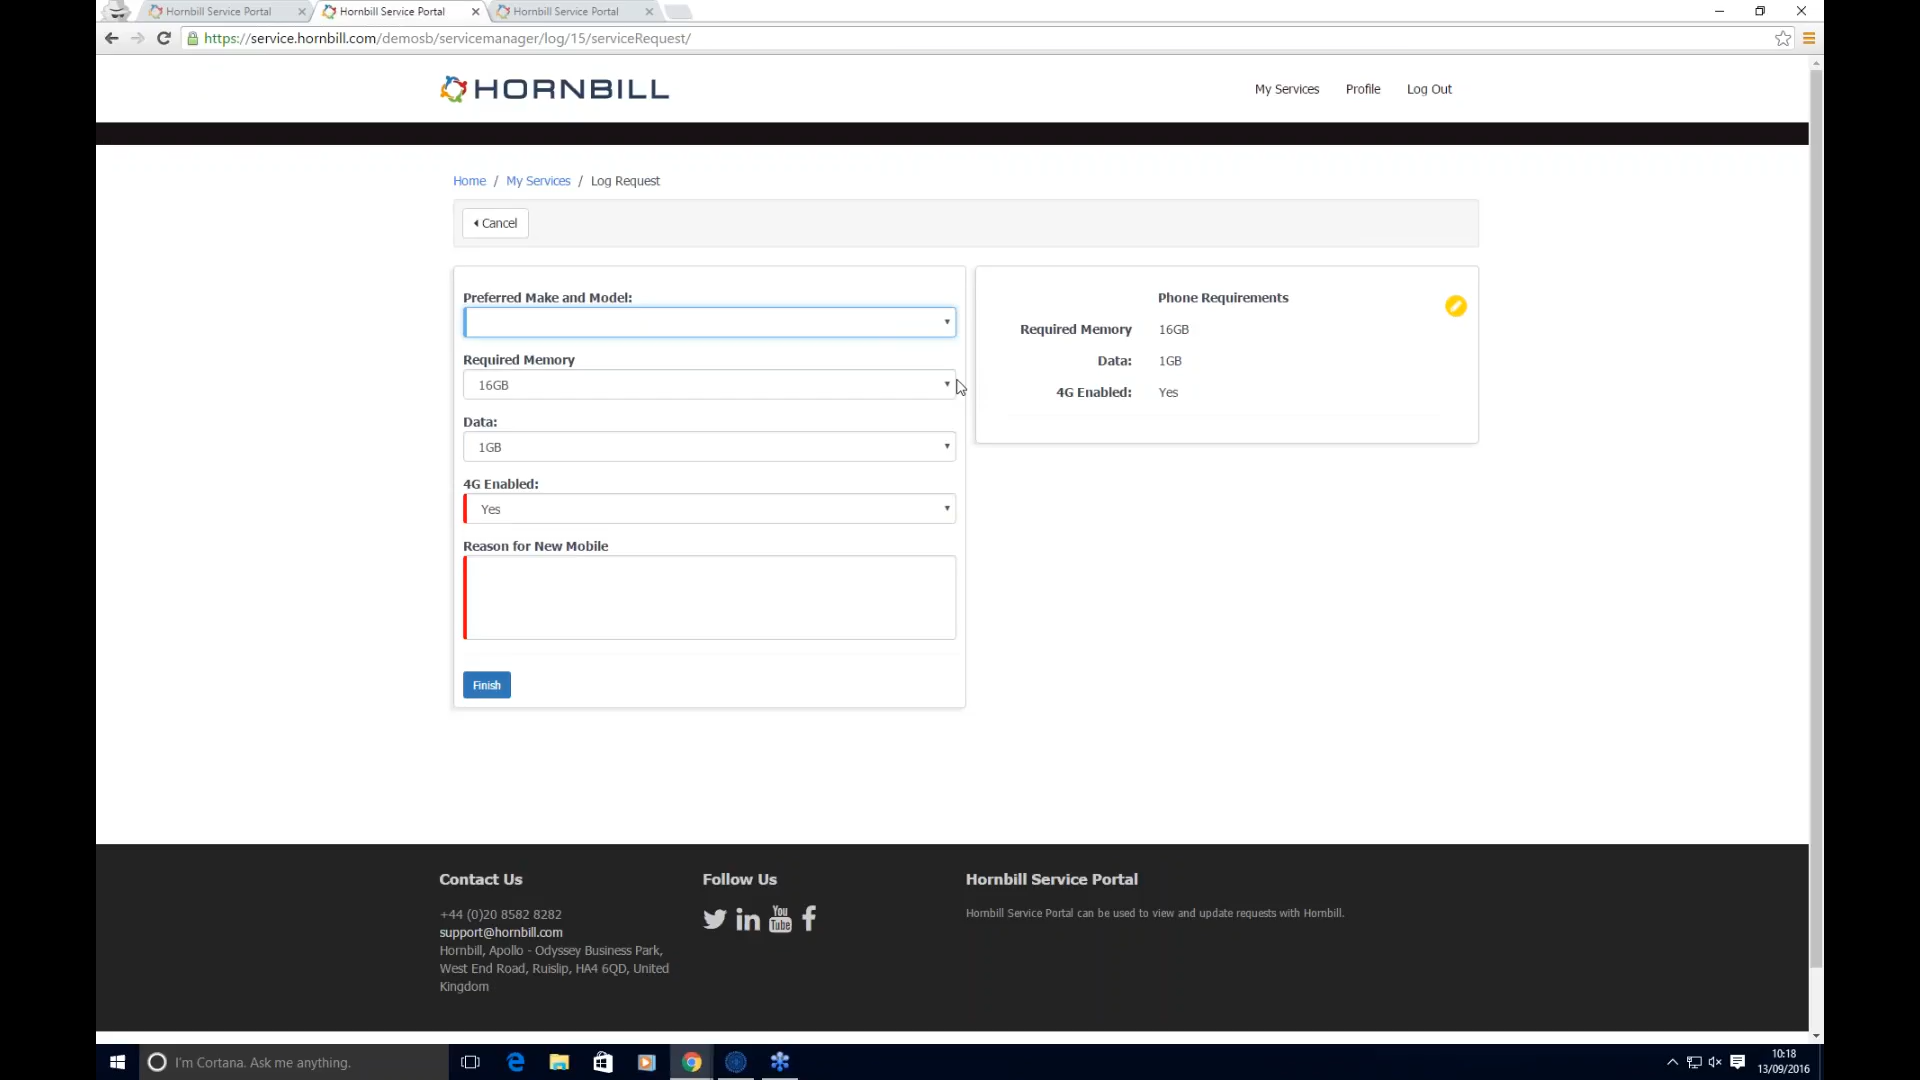 Hornbill Service Portal
Hornbill Service Portal
Hornbill Service Portal
https://service.hornbill.com/demosb/servicemanager/log/15/serviceRequest/
HORNBILL
My Services
Profile
Log Out
Home / My Services / Log Request
Cancel
Preferred Make and Model:
Required Memory
16GB
Data:
1GB
4G Enabled:
Yes
Reason for New Mobile
Finish
Phone Requirements
Required Memory 16GB
Data: 1GB
4G Enabled: Yes
Contact Us
+44 (0)20 8582 8282
support@hornbill.com
Hornbill, Apollo - Odyssey Business Park,
West End Road, Ruislip, HA4 6QD, United
Kingdom
Follow Us
You
Tube
Hornbill Service Portal
Hornbill Service Portal can be used to view and update requests with Hornbill.
I'm Cortana. Ask me anything.
10:18
13/09/2016